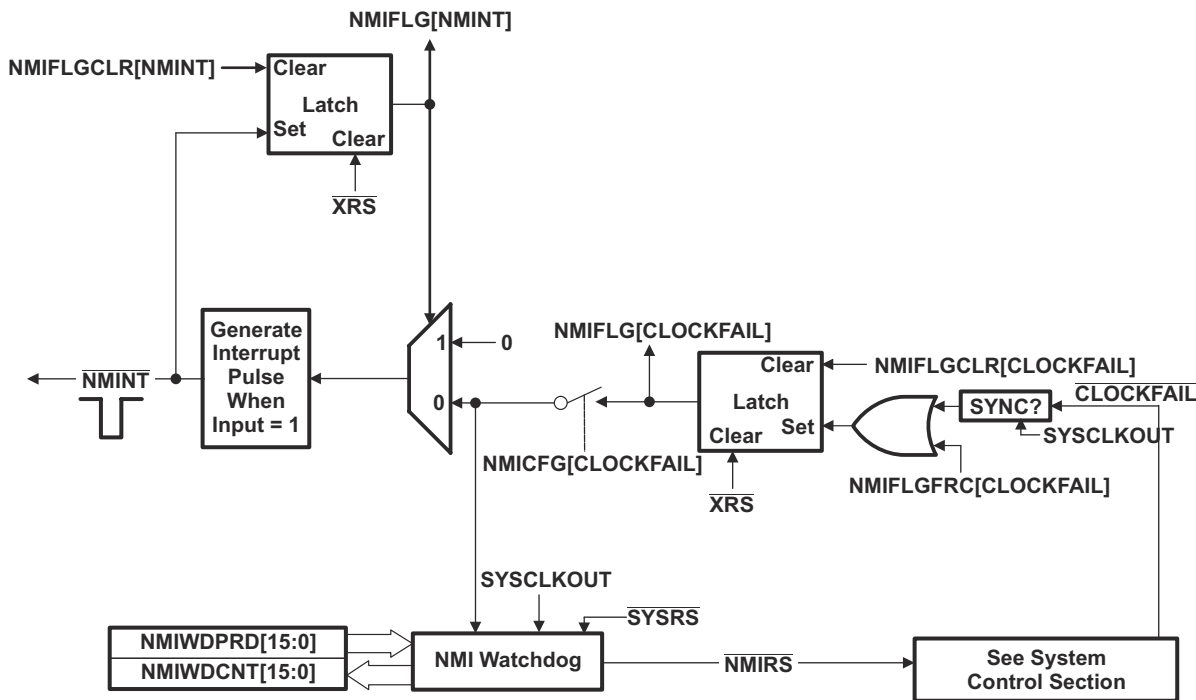 NMIFLG[NMINT]
NMIFLGCLR[NMINT]
Clear
Latch
Set
Clear
XRS
Generate
Interrupt
Pulse
When
Input = 1
NMINT
1
0
0
NMIFLG[CLOCKFAIL]
NMICFG[CLOCKFAIL]
Clear
Latch
Set
Clear
XRS
NMIFLGCLR[CLOCKFAIL]
CLOCKFAIL
SYNC?
SYSCLKOUT
NMIFLGFRC[CLOCKFAIL]
SYSCLKOUT
SYSRS
NMIWDPRD[15:0]
NMIWDCNT[15:0]
NMI Watchdog
NMIRS
See System
Control Section